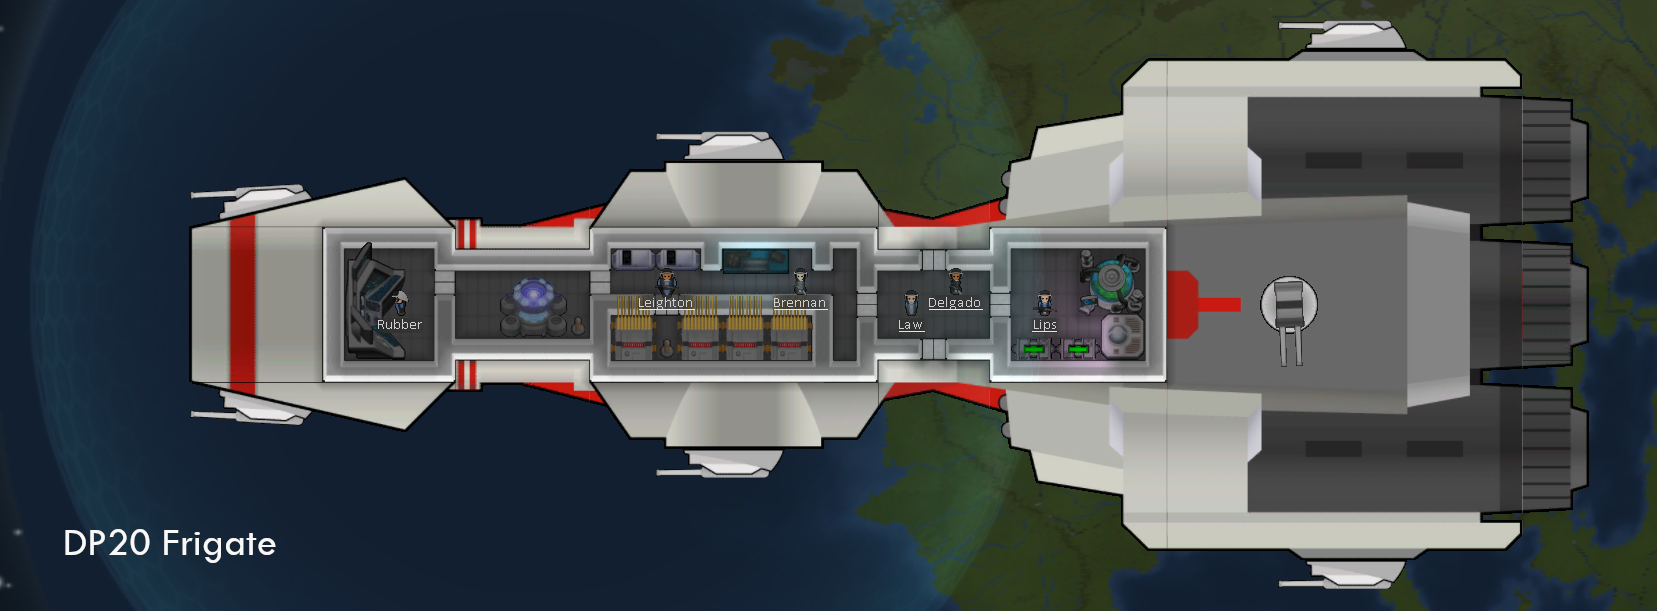 Leighton
Brennan
Delgado
Lips
Rubber
Law
DP20 Frigate